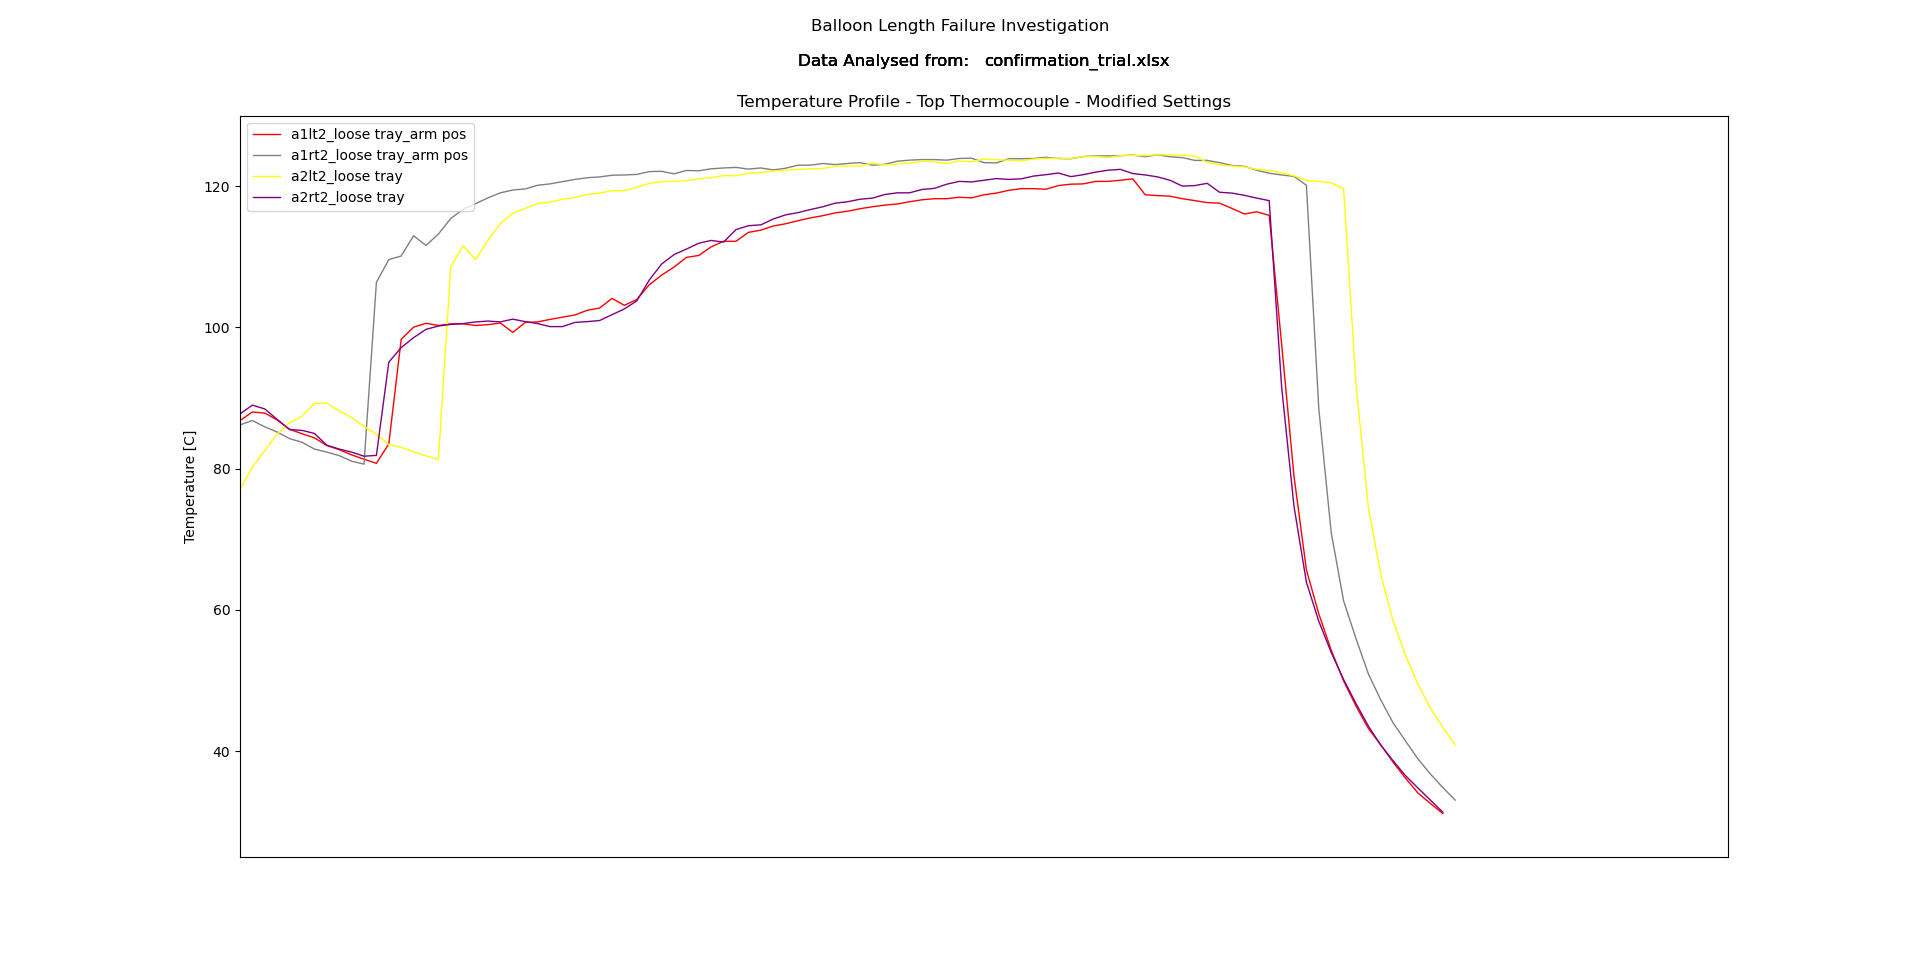 Balloon Length Failure Investigation
Data Analysed from:   confirmation_trial.xlsx
Temperature Profile - Top Thermocouple - Modified Settings
a1lt2_loose tray_arm pos
a1rt2_loose tray_arm pos
a2lt2_loose tray
a2rt2_loose tray
120
100
80
60
40
Temperature [C]